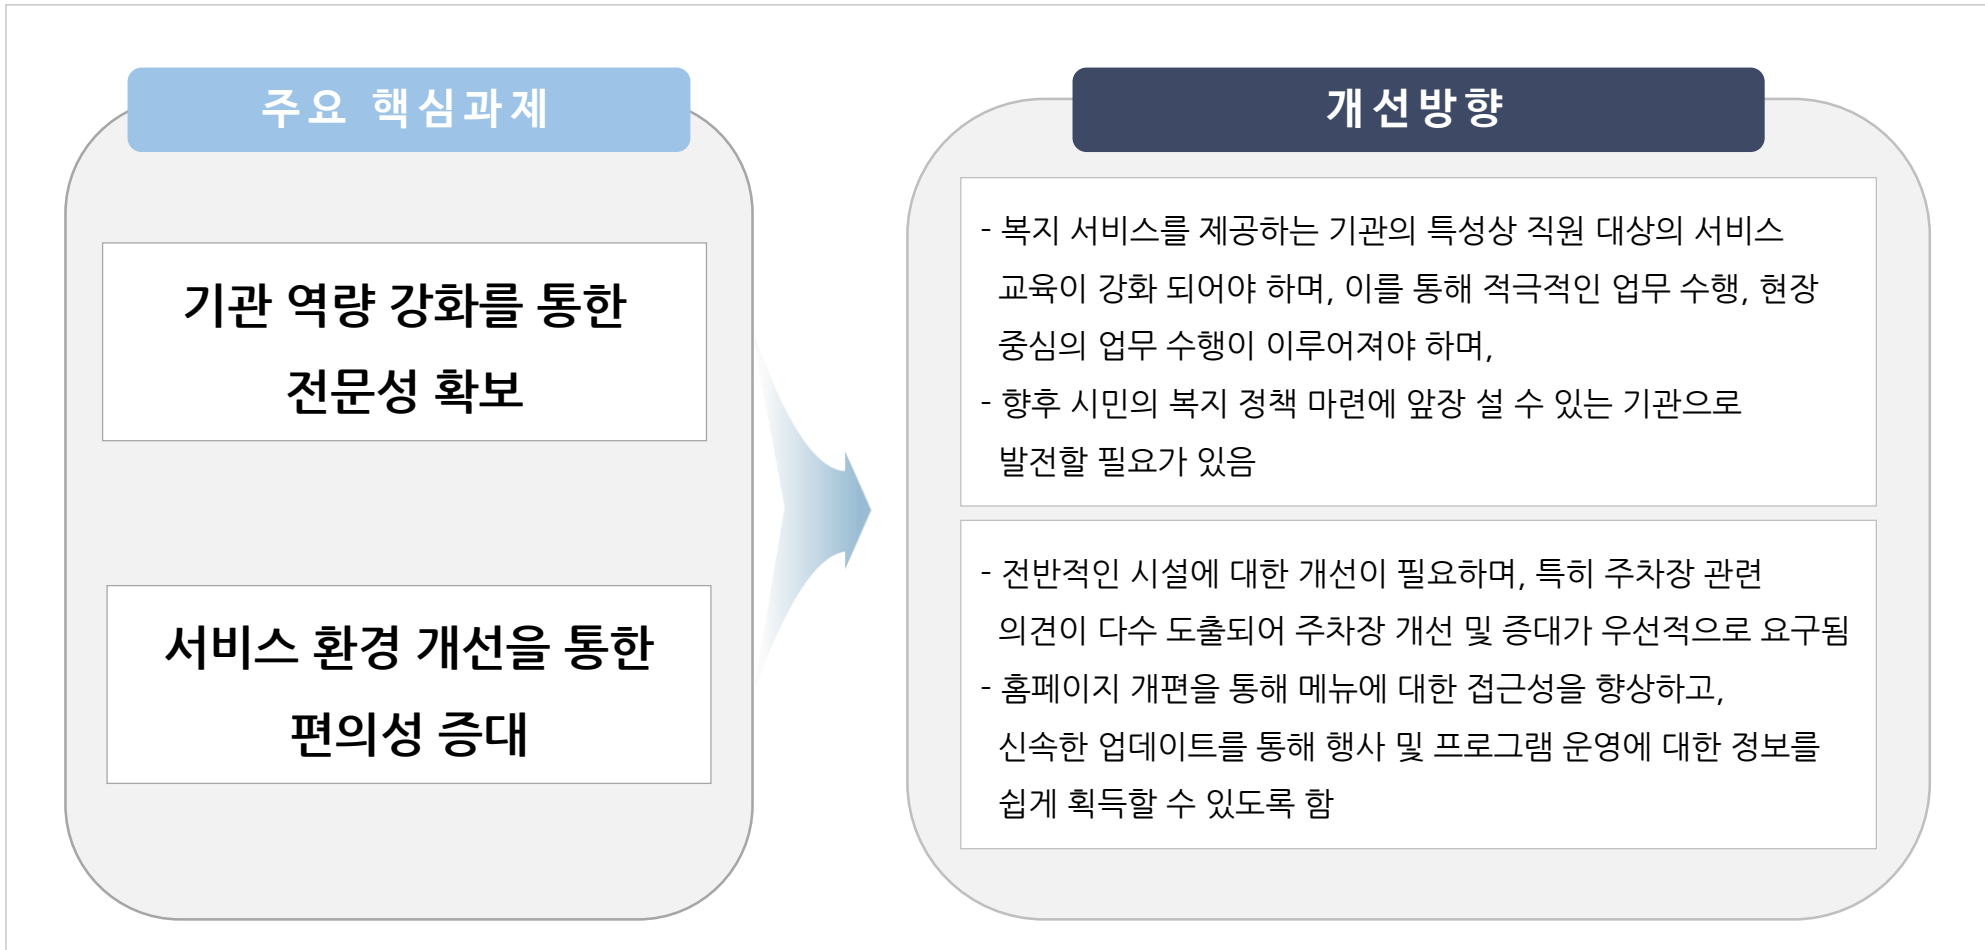 주요 핵심과제
기관 역량 강화를 통한
전문성 확보
서비스 환경 개선을 통한
편의성 증대
개선방향
- 복지 서비스를 제공하는 기관의 특성상 직원 대상의 서비스
교육이 강화 되어야 하며, 이를 통해 적극적인 업무 수행, 현장
중심의 업무 수행이 이루어져야 하며,
- 향후 시민의 복지 정책 마련에 앞장 설 수 있는 기관으로
발전할 필요가 있음
- 전반적인 시설에 대한 개선이 필요하며, 특히 주차장 관련
의견이 다수 도출되어 주차장 개선 및 증대가 우선적으로 요구됨
- 홈페이지 개편을 통해 메뉴에 대한 접근성을 향상하고,
신속한 업데이트를 통해 행사 및 프로그램 운영에 대한 정보를
쉽게 획득할 수 있도록 함